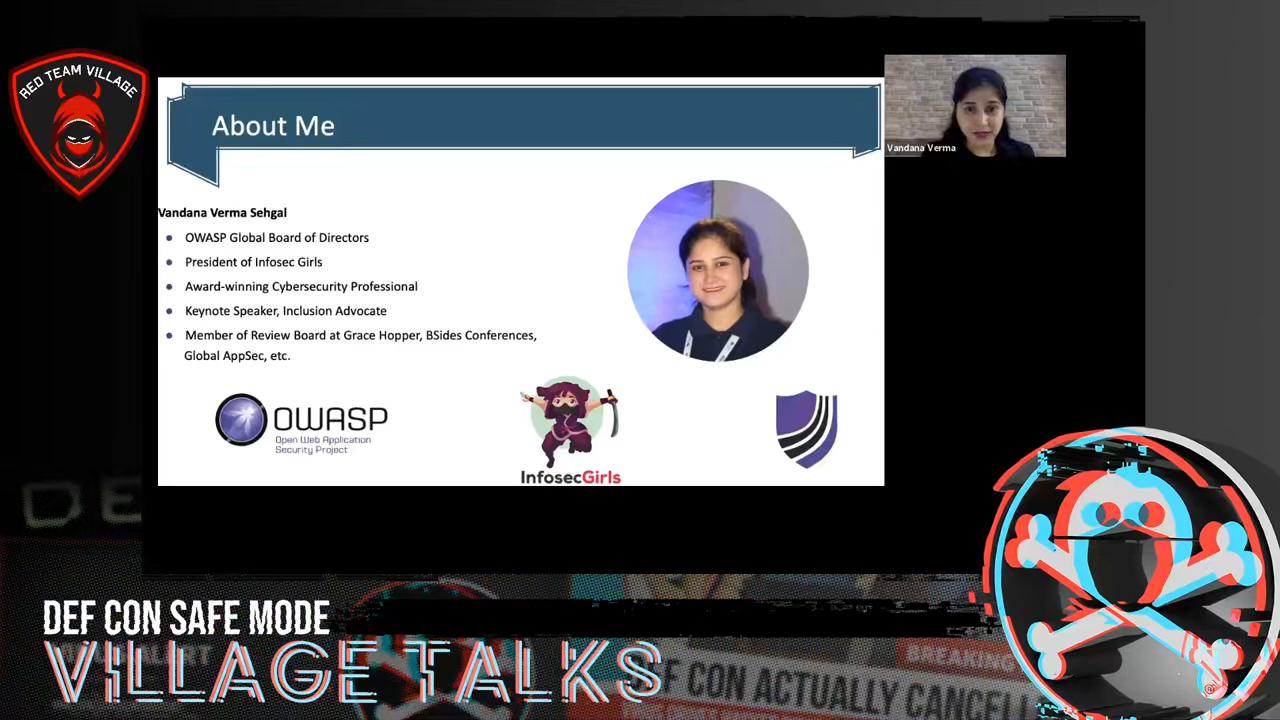 RED TEAM VILLAGE
About Me
Vandana Verma
Vandana Verma Sehgal
OWASP Global Board of Directors
President of Infosec Girls
Award-winning Cybersecurity Professional
Keynote Speaker, Inclusion Advocate
Member of Review Board at Grace Hopper, BSides Conferences,
Global AppSec, etc.
OWASP
Open Web Application
Security Project
InfosecGirls
DE
DEF CON SAFE MODE
VILLAGE TALKS
BREAKING
DEF CON ACTUALLY CANCELL